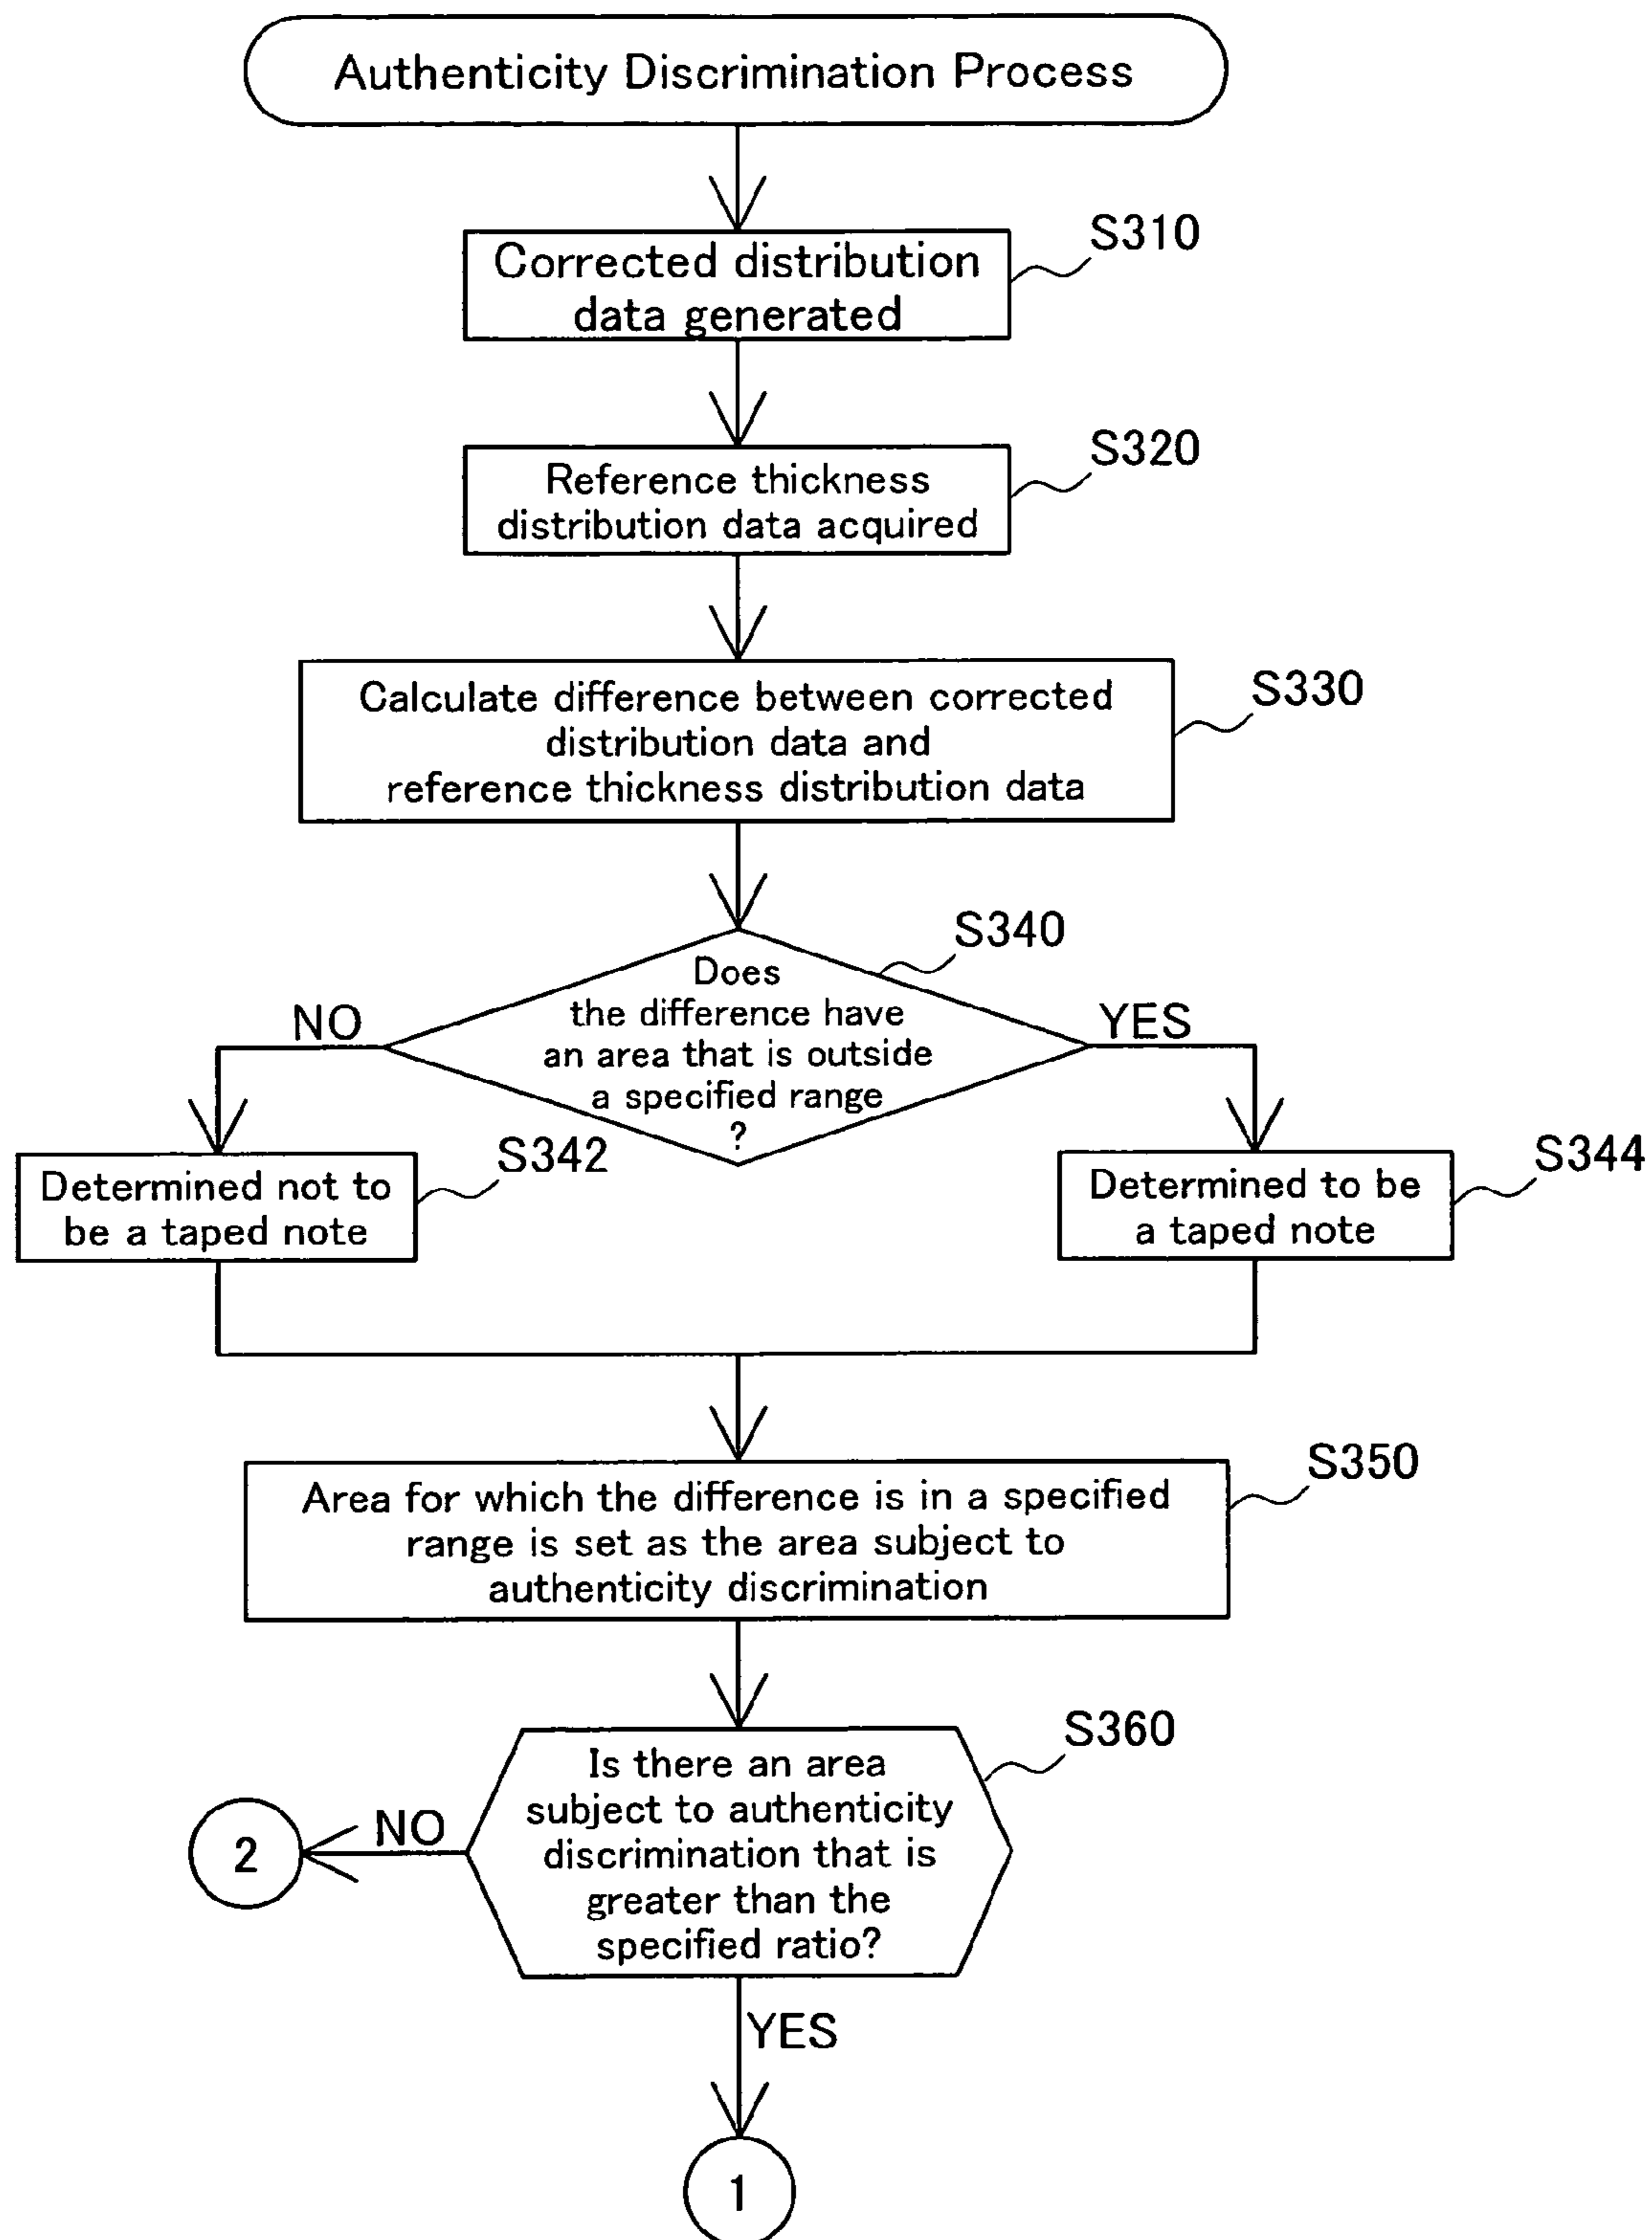 Authenticity Discrimination Process
S310
Corrected distribution
data generated
S320
Reference thickness
distribution data acquired
S330
Calculate difference between corrected
distribution data and
reference thickness distribution data
S340
Does
the difference have
an area that is outside
a specified range
?
NO
YES
S342
Determined not to
be a taped note
S344
Determined to be
a taped note
S350
Area for which the difference is in a specified
range is set as the area subject to
authenticity discrimination
S360
Is there an area
subject to authenticity
discrimination that is
greater than the
specified ratio?
NO
2
YES
1